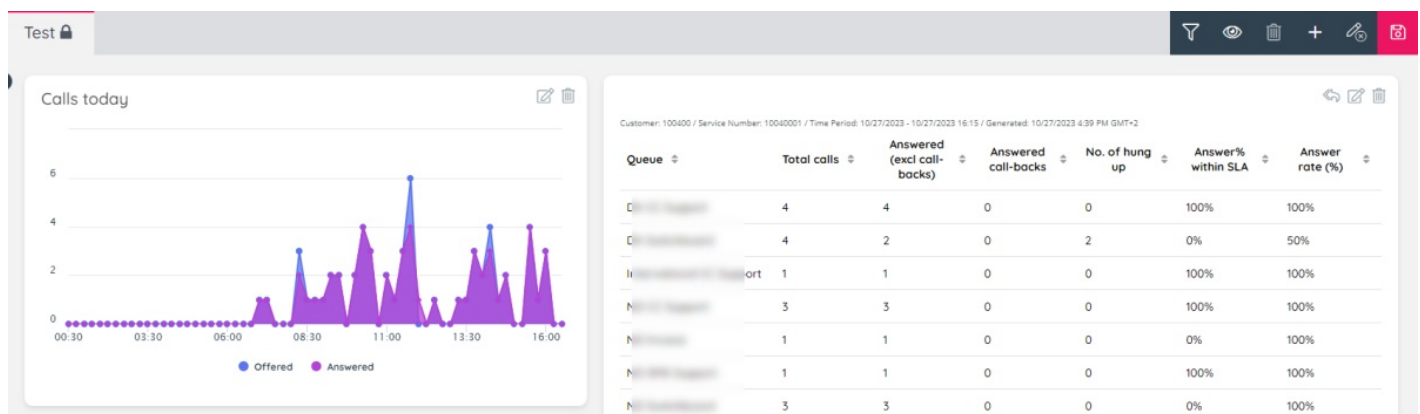 Test
Calls today
6
4
2
0
00:30 03:30 06:00 08:30 11:00 13:30 16:00
Offered Answered
Customer: 100400 / Service Number: 10040001 / Time Period: 10/27/2023 - 10/27/2023 16:15 / Generated: 10/27/2023 4:39 PM GMT+2
Queue Total calls Answered (excl call-backs) Answered call-backs No. of hung up Answer% within SLA Answer rate (%)
4 4 0 0 100% 100%
4 2 0 2 0% 50%
1 1 0 0 100% 100%
3 3 0 0 100% 100%
1 1 0 0 0% 100%
1 1 0 0 100% 100%
3 3 0 0 0% 100%